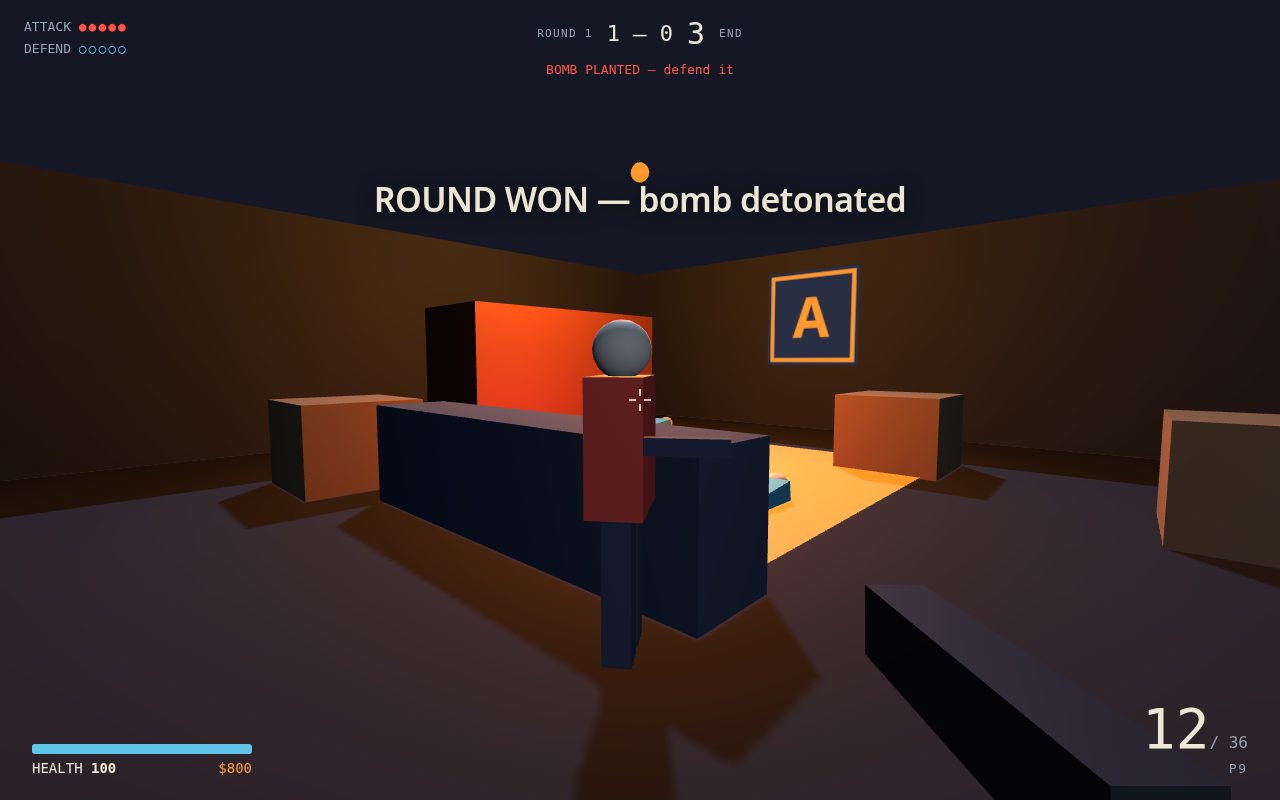 ATTACK ●●●●●
DEFEND ○○○○○
ROUND 1 1 — 0 3 END
BOMB PLANTED — defend it
ROUND WON — bomb detonated
A
HEALTH 100 $800
12 / 36
P9